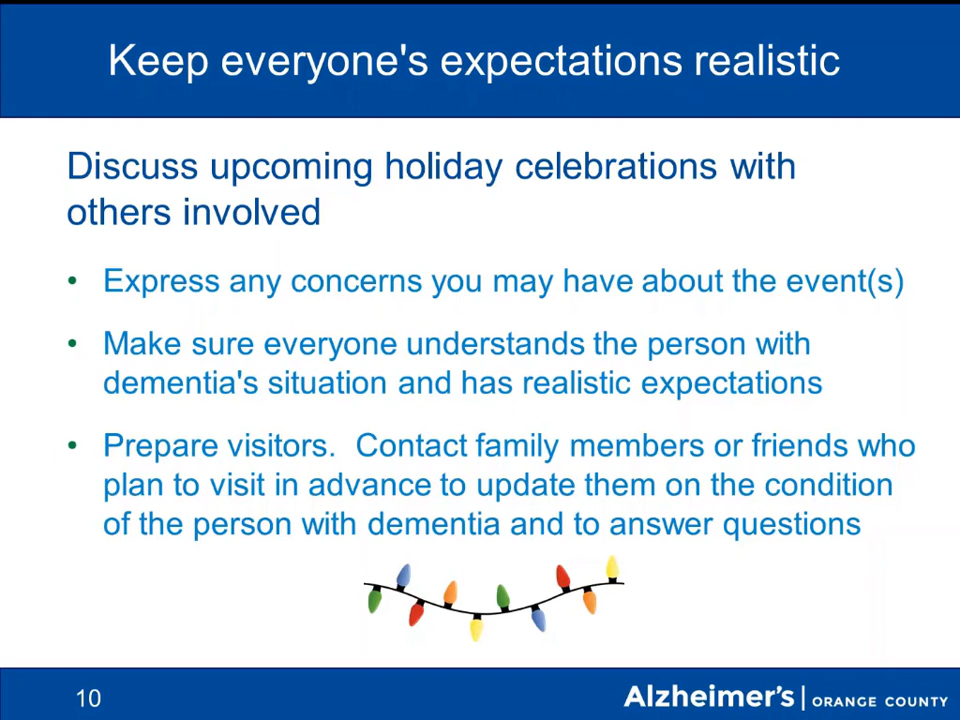 Keep everyone's expectations realistic
Discuss upcoming holiday celebrations with
others involved
• Express any concerns you may have about the event(s)
• Make sure everyone understands the person with
dementia's situation and has realistic expectations
• Prepare visitors.  Contact family members or friends who
plan to visit in advance to update them on the condition
of the person with dementia and to answer questions
10
Alzheimer's | ORANGE COUNTY